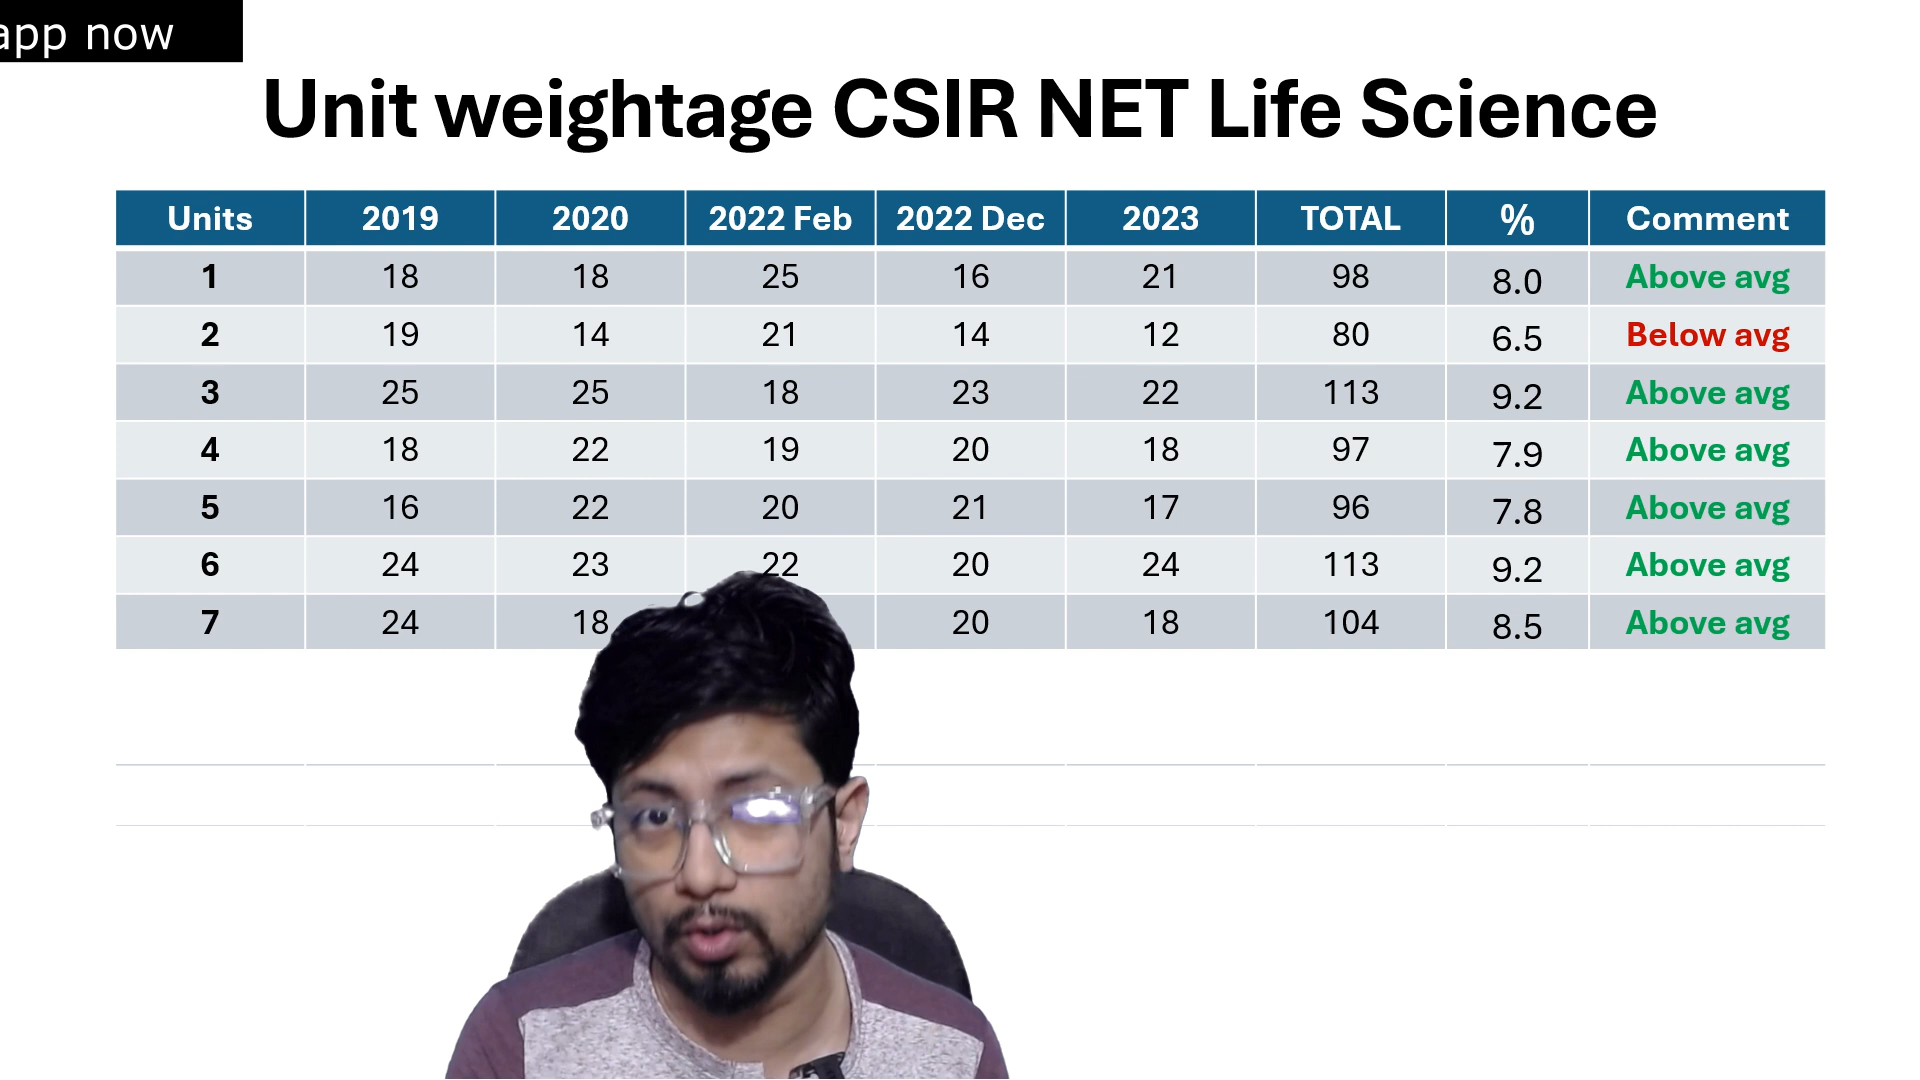 app now
Unit weightage CSIR NET Life Science
Units 2019 2020 2022 Feb 2022 Dec 2023 TOTAL % Comment
1 18 18 25 16 21 98 8.0 Above avg
2 19 14 21 14 12 80 6.5 Below avg
3 25 25 18 23 22 113 9.2 Above avg
4 18 22 19 20 18 97 7.9 Above avg
5 16 22 20 21 17 96 7.8 Above avg
6 24 23 22 20 24 113 9.2 Above avg
7 24 18 20 18 104 8.5 Above avg